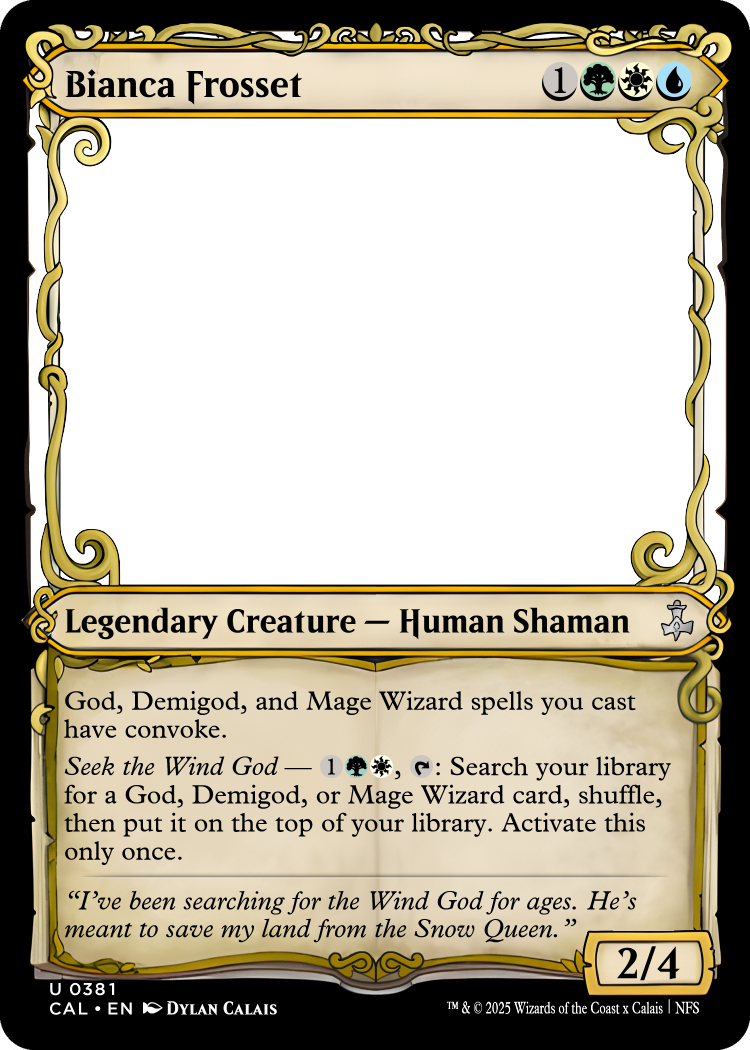 Bianca Frosset 1
Legendary Creature — Human Shaman
God, Demigod, and Mage Wizard spells you cast
have convoke.
Seek the Wind God — 1, : Search your library
for a God, Demigod, or Mage Wizard card, shuffle,
then put it on the top of your library. Activate this
only once.
“I've been searching for the Wind God for ages. He's
meant to save my land from the Snow Queen.”
2/4
U 0381
CAL • EN Dylan Calais
™ & © 2025 Wizards of the Coast x Calais | NFS